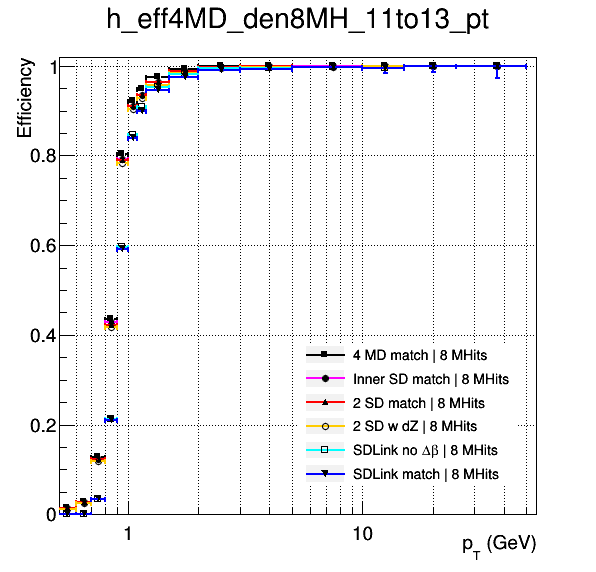 h_eff4MD_den8MH_11to13_pt
Efficiency
1
0.8
0.6
0.4
0.2
0
4 MD match | 8 MHits
Inner SD match | 8 MHits
2 SD match | 8 MHits
2 SD w dZ | 8 MHits
SDLink no Δβ | 8 MHits
SDLink match | 8 MHits
1
10
p_T (GeV)